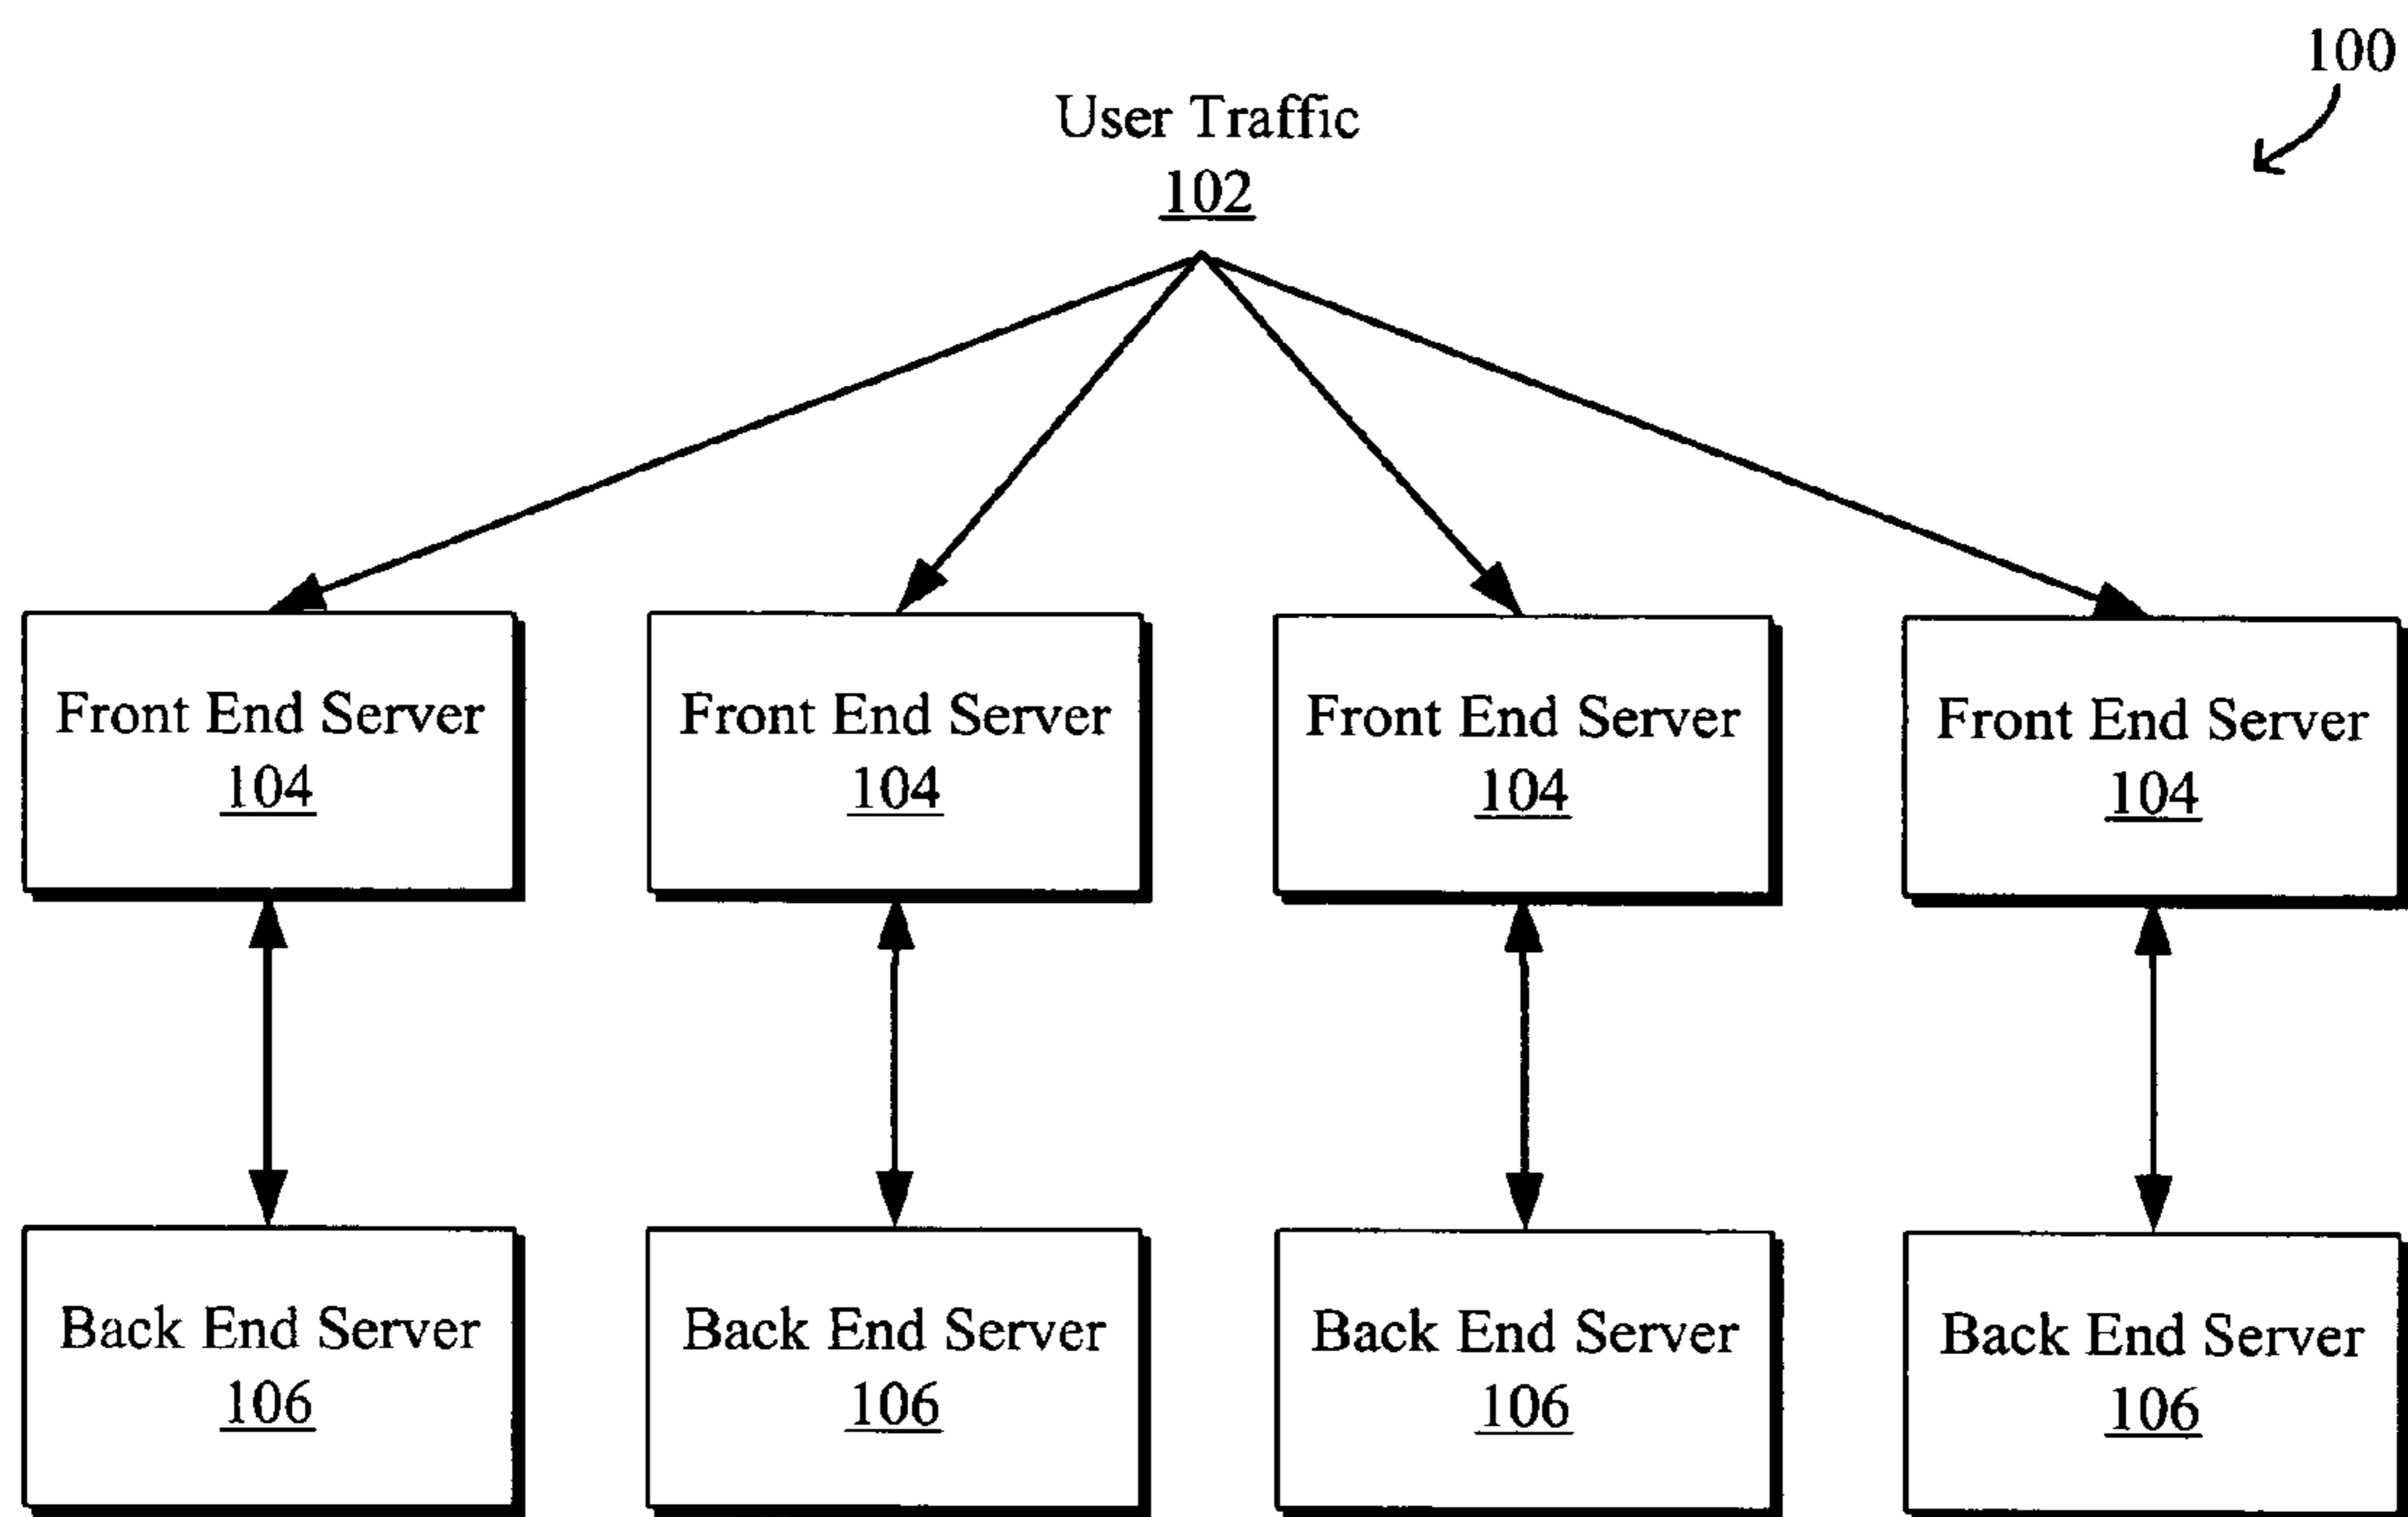 100
User Traffic
102
Front End Server
104
Front End Server
104
Front End Server
104
Front End Server
104
Back End Server
106
Back End Server
106
Back End Server
106
Back End Server
106